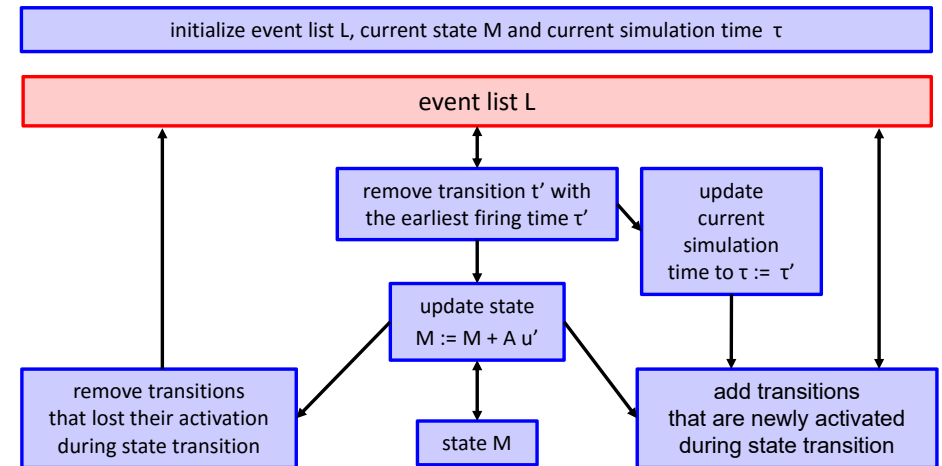 initialize event list L, current state M and current simulation time τ
event list L
remove transition t’ with
the earliest firing time τ’
update
current
simulation
time to τ := τ’
update state
M := M + A u’
remove transitions
that lost their activation
during state transition
state M
add transitions
that are newly activated
during state transition